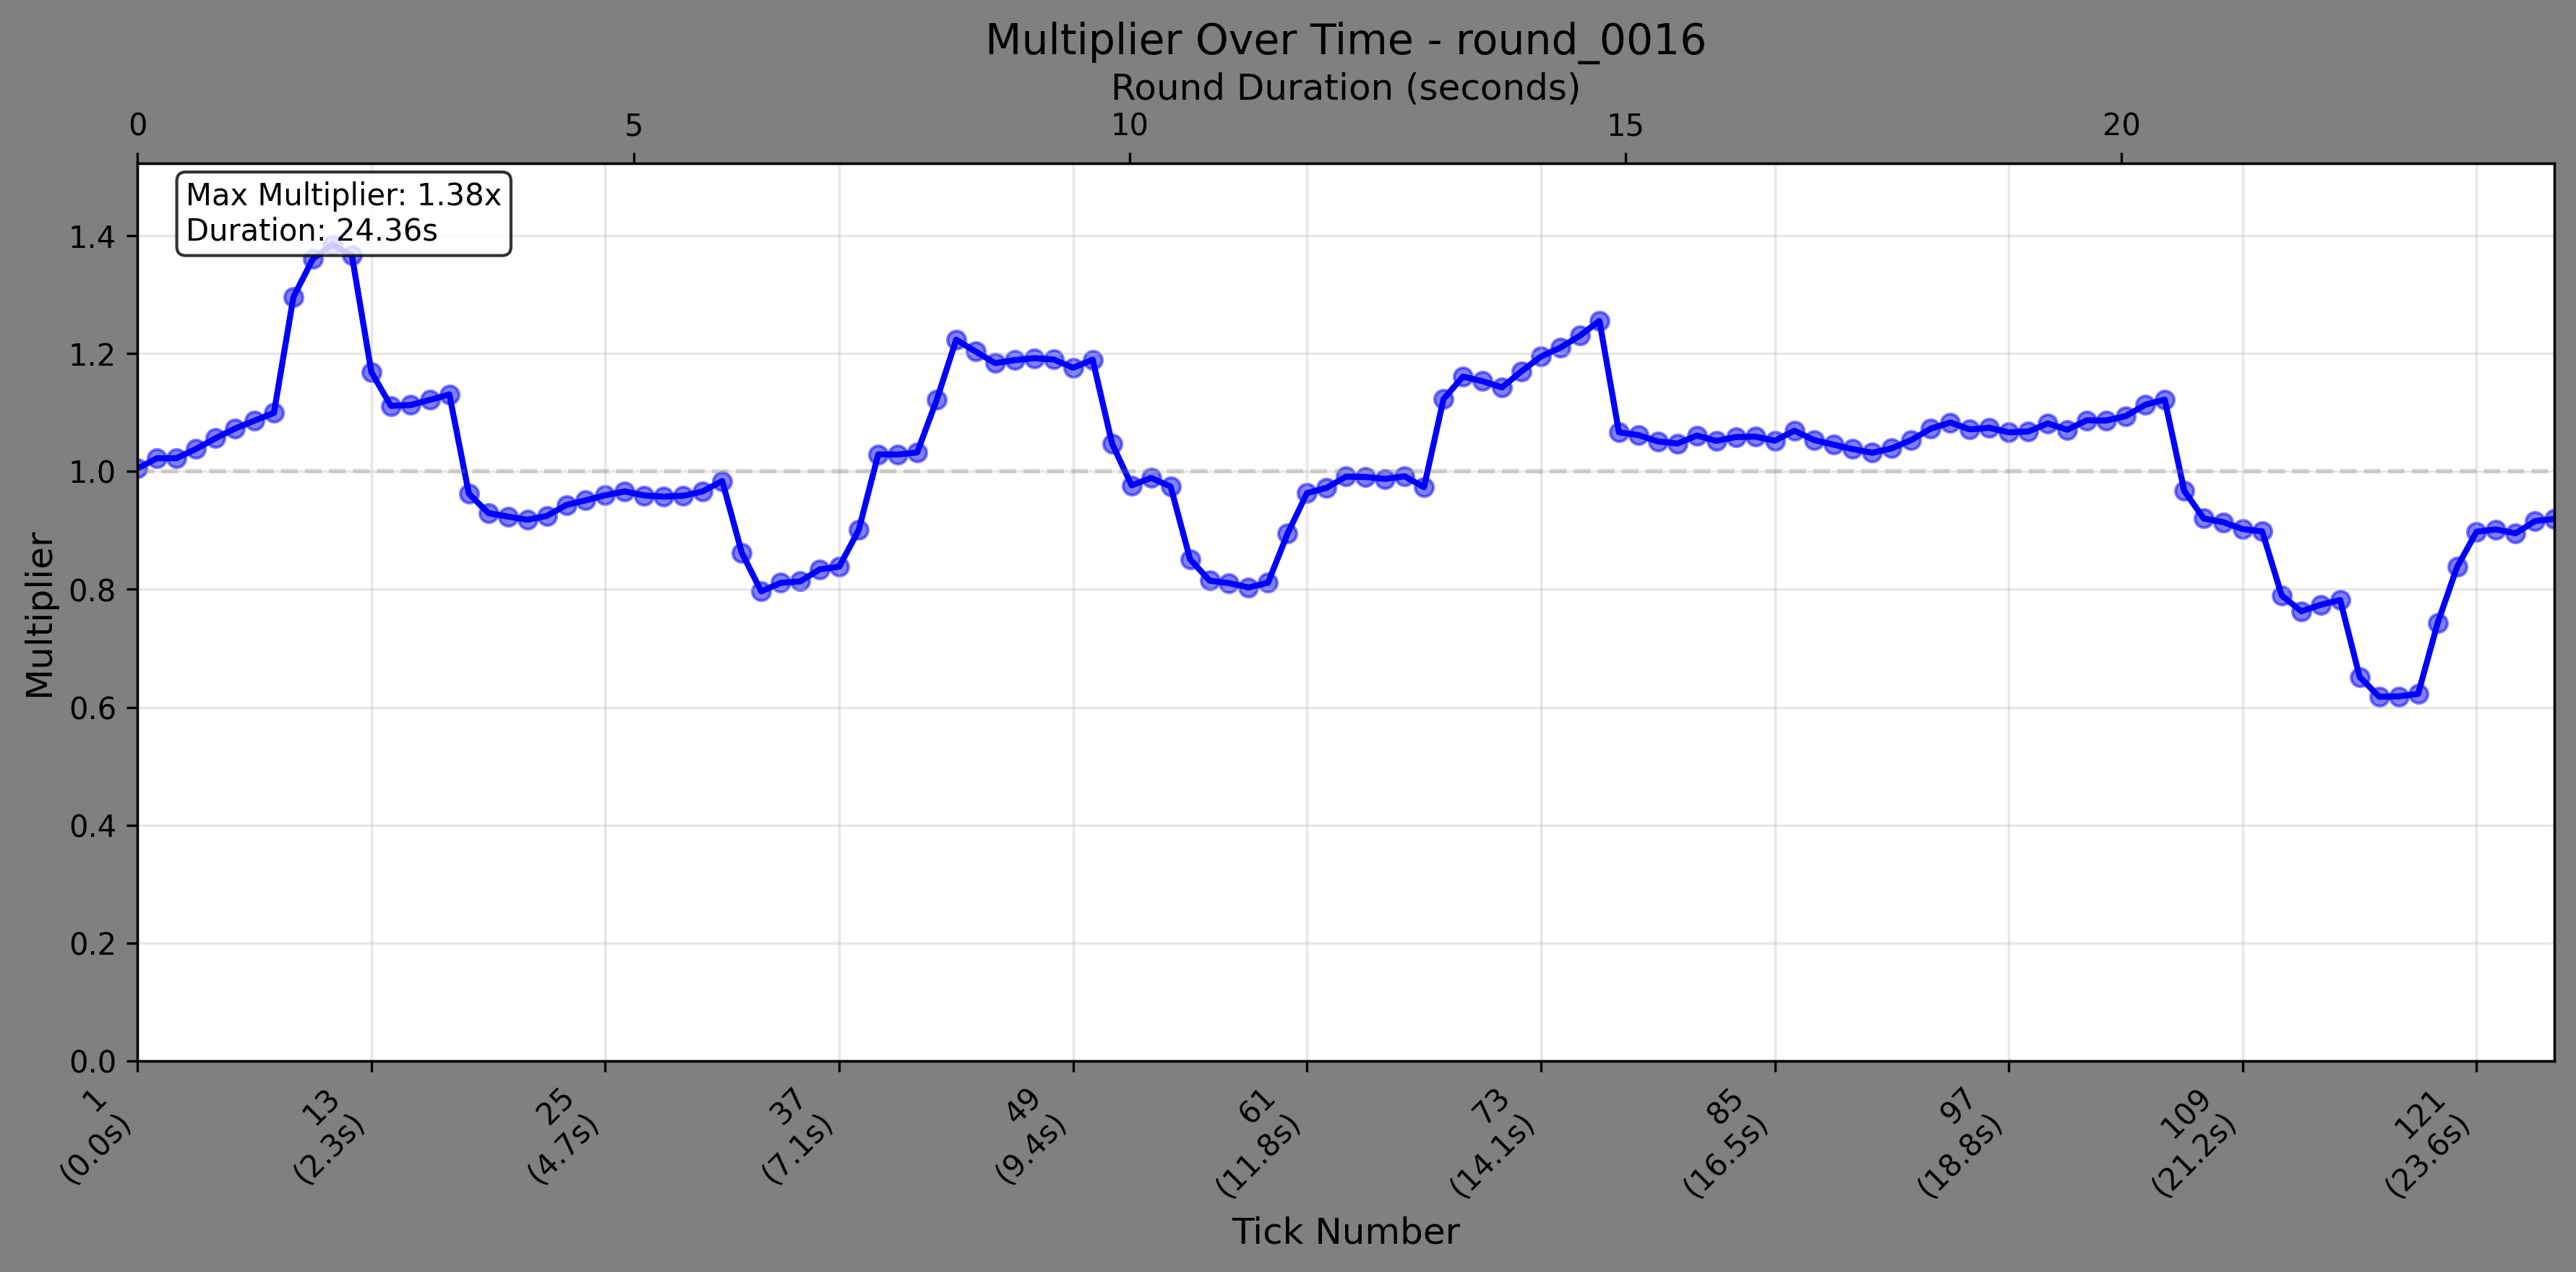 Multiplier Over Time - round_0016
Round Duration (seconds)
0 5 10 15 20
Max Multiplier: 1.38x
Duration: 24.36s
Multiplier
1.4
1.2
1.0
0.8
0.6
0.4
0.2
0.0
1
(0.0s)
13
(2.3s)
25
(4.7s)
37
(7.1s)
49
(9.4s)
61
(11.8s)
73
(14.1s)
85
(16.5s)
97
(18.8s)
109
(21.2s)
121
(23.6s)
Tick Number